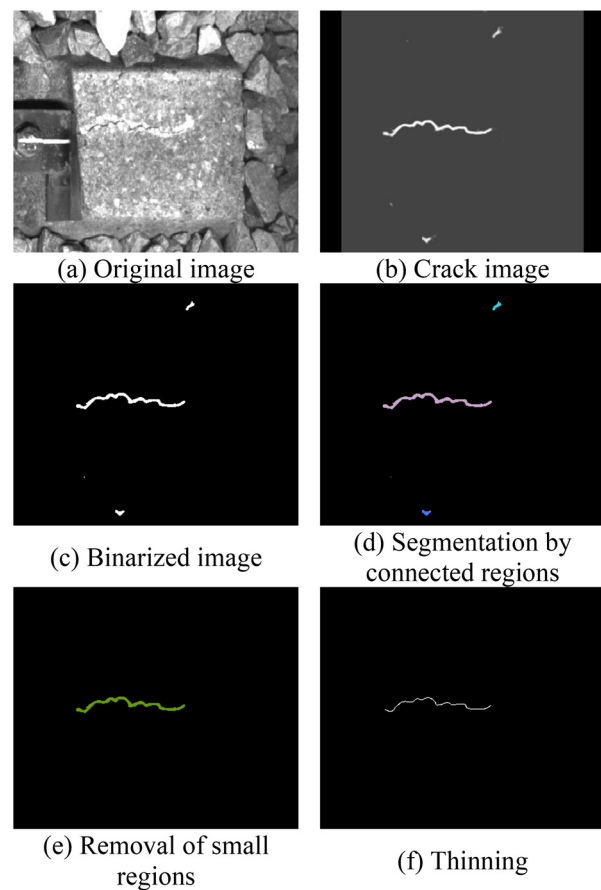 (a) Original image
(b) Crack image
(c) Binarized image
(d) Segmentation by
connected regions
(e) Removal of small
regions
(f) Thinning